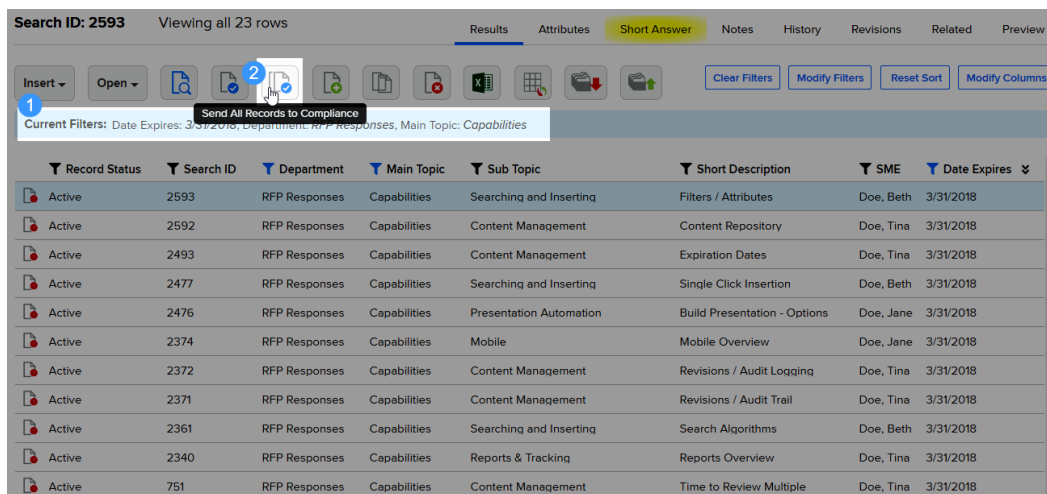 Search ID: 2593 Viewing all 23 rows
Results Attributes Short Answer Notes History Revisions Related Preview
Insert Open 2 Clear Filters Modify Filters Reset Sort Modify Columns
1 Send All Records to Compliance
Current Filters: Date Expires: 3/31/2018, Department: RFP Responses, Main Topic: Capabilities
Record Status Search ID Department Main Topic Sub Topic Short Description SME Date Expires
Active 2593 RFP Responses Capabilities Searching and Inserting Filters / Attributes Doe, Beth 3/31/2018
Active 2592 RFP Responses Capabilities Content Management Content Repository Doe, Tina 3/31/2018
Active 2493 RFP Responses Capabilities Content Management Expiration Dates Doe, Tina 3/31/2018
Active 2477 RFP Responses Capabilities Searching and Inserting Single Click Insertion Doe, Beth 3/31/2018
Active 2476 RFP Responses Capabilities Presentation Automation Build Presentation - Options Doe, Jane 3/31/2018
Active 2374 RFP Responses Capabilities Mobile Mobile Overview Doe, Jane 3/31/2018
Active 2372 RFP Responses Capabilities Content Management Revisions / Audit Logging Doe, Tina 3/31/2018
Active 2371 RFP Responses Capabilities Content Management Revisions / Audit Trail Doe, Tina 3/31/2018
Active 2361 RFP Responses Capabilities Searching and Inserting Search Algorithms Doe, Beth 3/31/2018
Active 2340 RFP Responses Capabilities Reports & Tracking Reports Overview Doe, Tina 3/31/2018
Active 751 RFP Responses Capabilities Content Management Time to Review Multiple Doe, Tina 3/31/2018